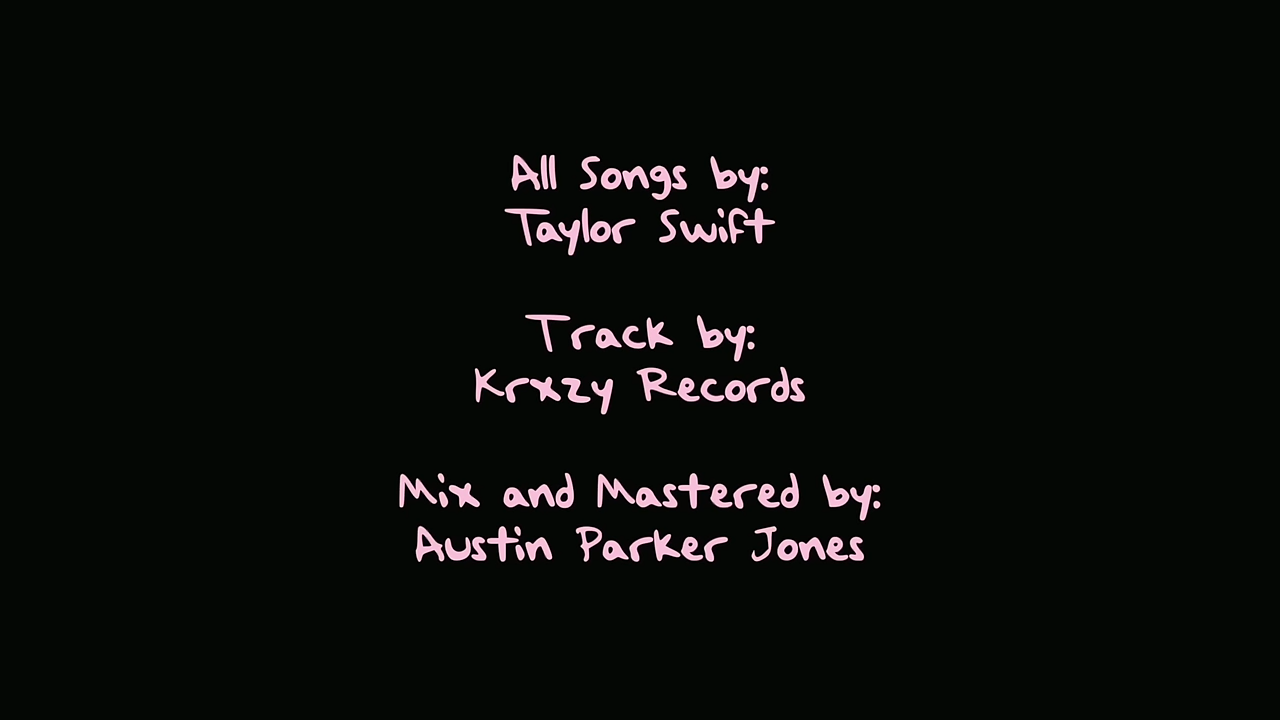 All Songs by:
Taylor Swift
Track by:
Krxzy Records
Mix and Mastered by:
Austin Parker Jones